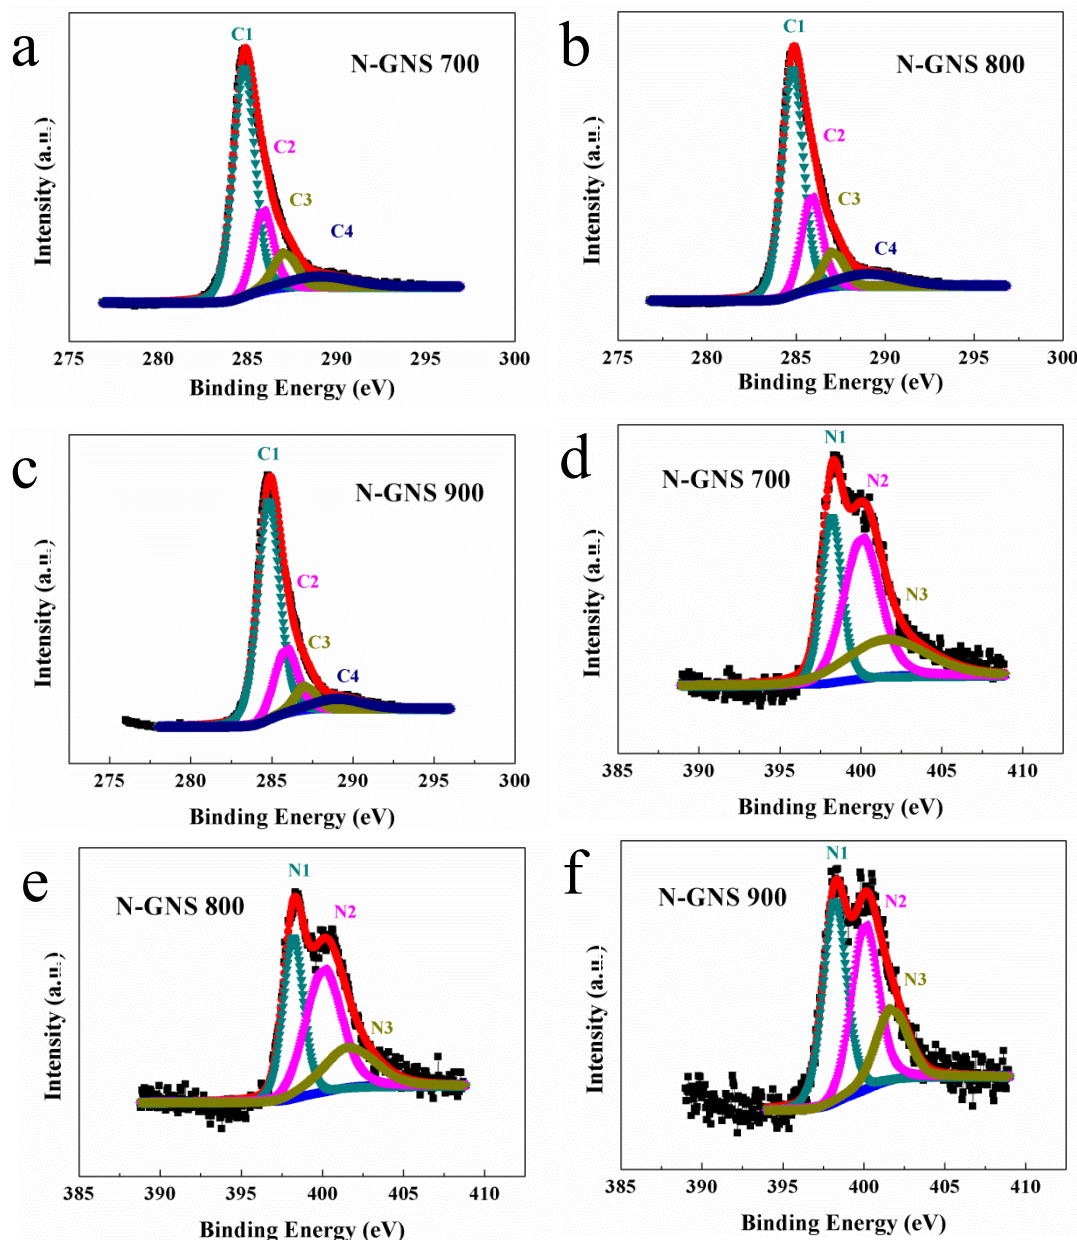 a
C1
N-GNS 700
C2
C3
C4
Intensity (a.u.)
275 280 285 290 295 300
Binding Energy (eV)
b
C1
N-GNS 800
C2
C3
C4
Intensity (a.u.)
275 280 285 290 295 300
Binding Energy (eV)
c
C1
N-GNS 900
C2
C3
C4
Intensity (a.u.)
275 280 285 290 295 300
Binding Energy (eV)
d
N1
N-GNS 700
N2
N3
Intensity (a.u.)
385 390 395 400 405 410
Binding Energy (eV)
e
N1
N-GNS 800
N2
N3
Intensity (a.u.)
385 390 395 400 405 410
Binding Energy (eV)
f
N1
N-GNS 900
N2
N3
Intensity (a.u.)
385 390 395 400 405 410
Binding Energy (eV)